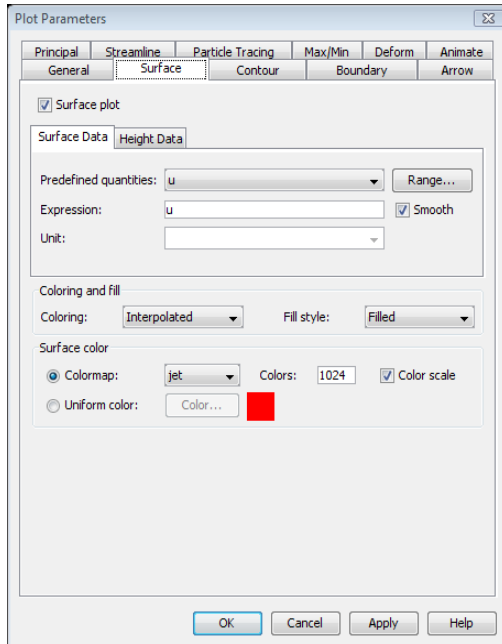 Plot Parameters
Principal Streamline Particle Tracing Max/Min Deform Animate
General Surface Contour Boundary Arrow
Surface plot
Surface Data Height Data
Predefined quantities: u Range...
Expression: u Smooth
Unit:
Coloring and fill
Coloring: Interpolated Fill style: Filled
Surface color
Colormap: jet Colors: 1024 Color scale
Uniform color: Color...
OK Cancel Apply Help